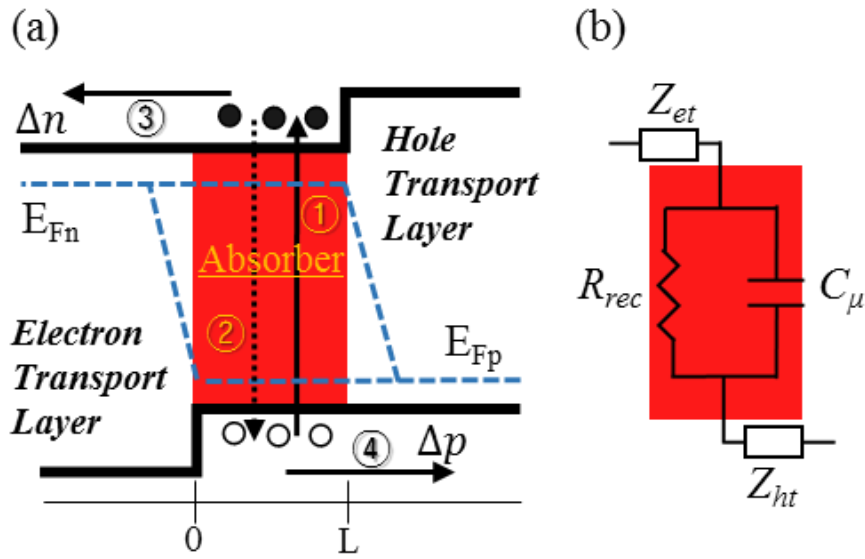 (a)
(b)
Δn
③
Hole
Transport
Layer
E_Fn
①
Absorber
②
Electron
Transport
Layer
E_Fp
④
Δp
0
L
Z_et
R_rec
C_μ
Z_ht